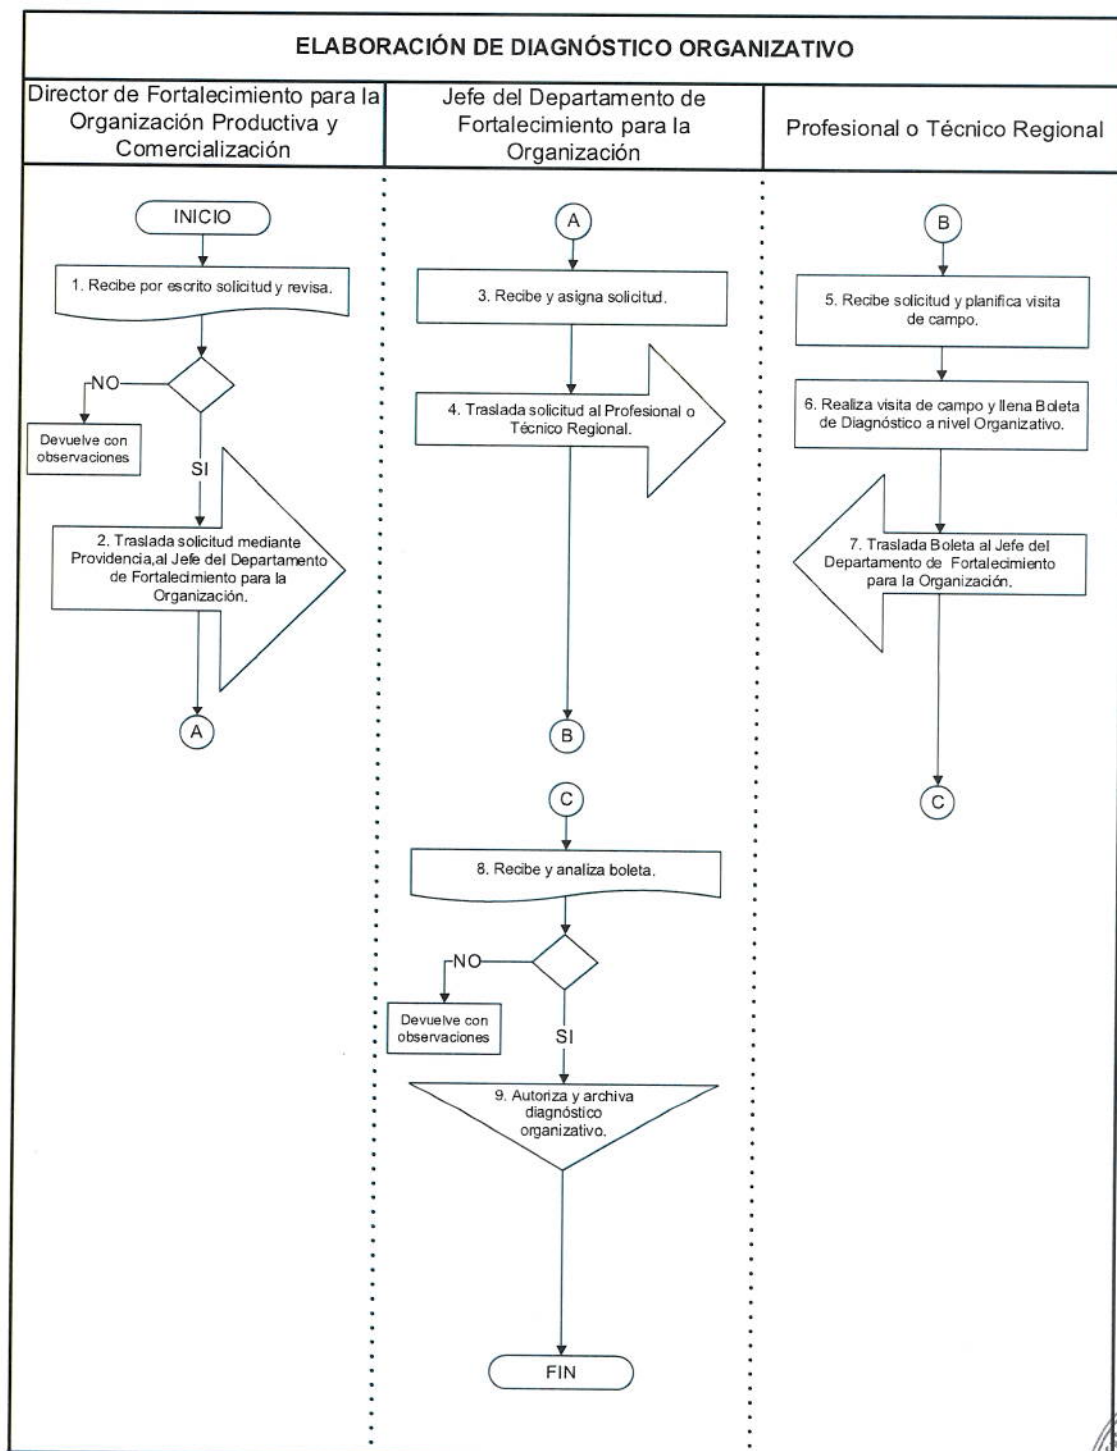 ELABORACIÓN DE DIAGNÓSTICO ORGANIZATIVO
Director de Fortalecimiento para la
Organización Productiva y
Comercialización
Jefe del Departamento de
Fortalecimiento para la
Organización
Profesional o Técnico Regional
INICIO
1. Recibe por escrito solicitud y revisa.
NO
Devuelve con
observaciones
SI
2. Traslada solicitud mediante
Providencia,al Jefe del Departamento
de Fortalecimiento para la
Organización.
A
A
3. Recibe y asigna solicitud.
4. Traslada solicitud al Profesional o
Técnico Regional.
B
C
8. Recibe y analiza boleta.
NO
Devuelve con
observaciones
SI
9. Autoriza y archiva
diagnóstico
organizativo.
FIN
B
5. Recibe solicitud y planifica visita
de campo.
6. Realiza visita de campo y llena Boleta
de Diagnóstico a nivel Organizativo.
7. Traslada Boleta al Jefe del
Departamento de Fortalecimiento
para la Organización.
C